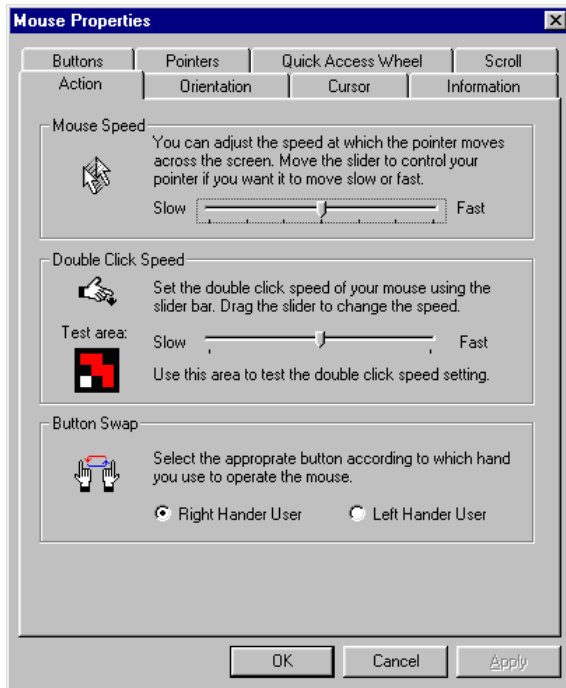 Mouse Properties
Buttons
Pointers
Quick Access Wheel
Scroll
Action
Orientation
Cursor
Information
Mouse Speed
You can adjust the speed at which the pointer moves
across the screen. Move the slider to control your
pointer if you want it to move slow or fast.
Slow
Fast
Double Click Speed
Set the double click speed of your mouse using the
slider bar. Drag the slider to change the speed.
Test area:
Slow
Fast
Use this area to test the double click speed setting.
Button Swap
Select the approprate button according to which hand
you use to operate the mouse.
Right Hander User
Left Hander User
OK
Cancel
Apply